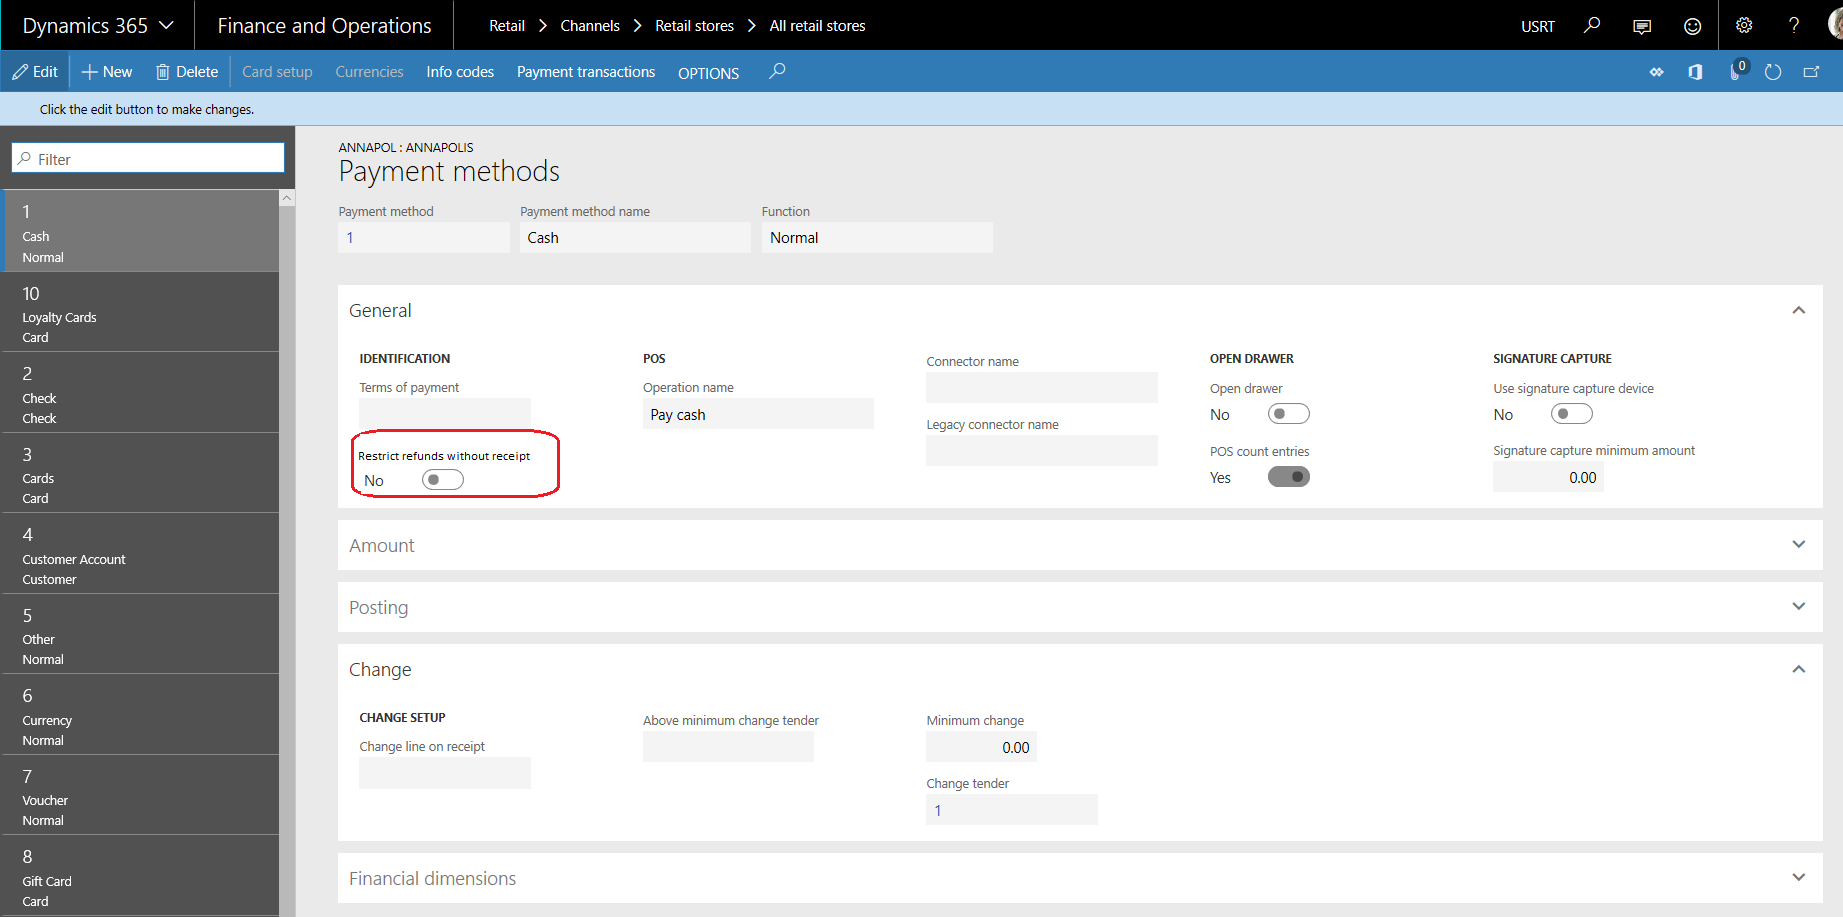 Dynamics 365
Finance and Operations
Retail
Channels
Retail stores
All retail stores
USRT
?
Edit
New
Delete
Card setup
Currencies
Info codes
Payment transactions
OPTIONS
0
Click the edit button to make changes.
Filter
1
Cash
Normal
10
Loyalty Cards
Card
2
Check
Check
3
Cards
Card
4
Customer Account
Customer
5
Other
Normal
6
Currency
Normal
7
Voucher
Normal
8
Gift Card
Card
ANNAPOL : ANNAPOLIS
Payment methods
Payment method
1
Payment method name
Cash
Function
Normal
General
IDENTIFICATION
Terms of payment
Restrict refunds without receipt
No
POS
Operation name
Pay cash
Connector name
Legacy connector name
OPEN DRAWER
Open drawer
No
POS count entries
Yes
SIGNATURE CAPTURE
Use signature capture device
No
Signature capture minimum amount
0.00
Amount
Posting
Change
CHANGE SETUP
Change line on receipt
Above minimum change tender
Minimum change
0.00
Change tender
1
Financial dimensions